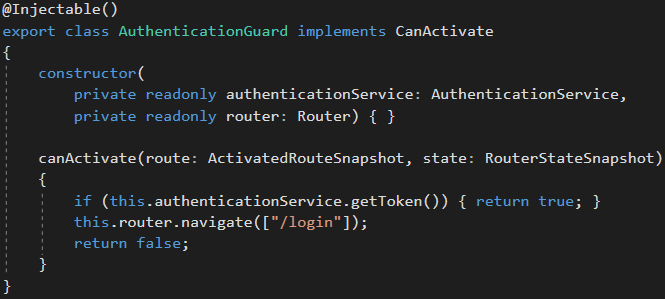 @Injectable()
export class AuthenticationGuard implements CanActivate
{
    constructor(
        private readonly authenticationService: AuthenticationService,
        private readonly router: Router) { }

    canActivate(route: ActivatedRouteSnapshot, state: RouterStateSnapshot)
    {
        if (this.authenticationService.getToken()) { return true; }
        this.router.navigate(["/login"]);
        return false;
    }
}